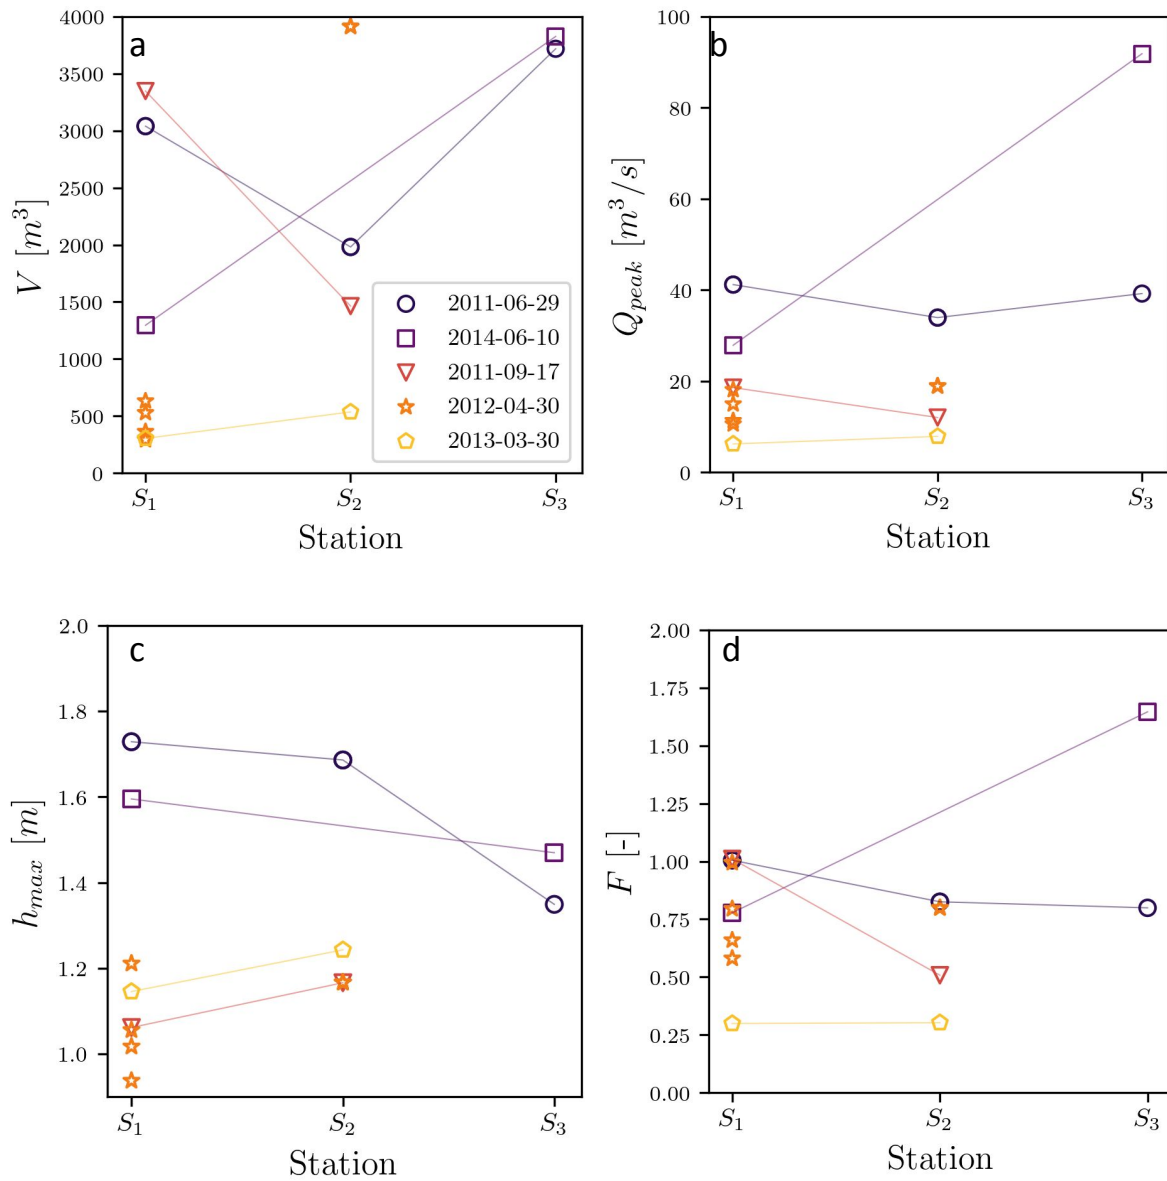 a
4000
3500
3000
2500
2000
1500
1000
500
0
V [m³]
S₁ S₂ S₃
Station
2011-06-29
2014-06-10
2011-09-17
2012-04-30
2013-03-30
b
100
80
60
40
20
0
Q_peak [m³/s]
S₁ S₂ S₃
Station
c
2.0
1.8
1.6
1.4
1.2
1.0
h_max [m]
S₁ S₂ S₃
Station
d
2.00
1.75
1.50
1.25
1.00
0.75
0.50
0.25
0.00
F [-]
S₁ S₂ S₃
Station